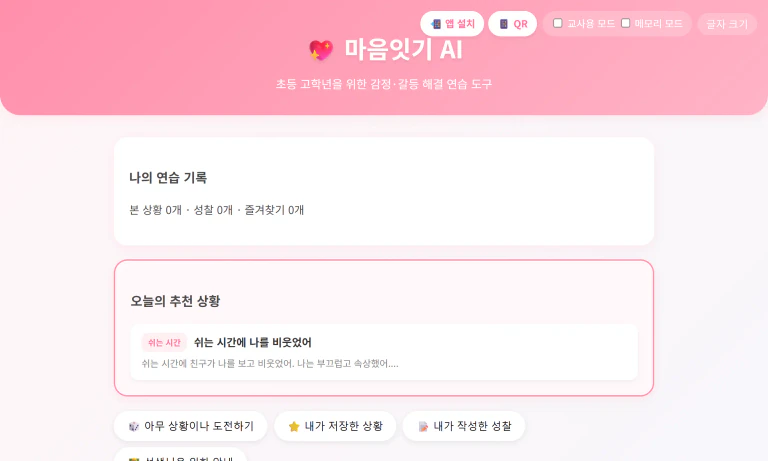 앱 설치
QR
교사용 모드
메모리 모드
글자 크기
마음잇기 AI
초등 고학년을 위한 감정·갈등 해결 연습 도구
나의 연습 기록
본 상황 0개 · 성찰 0개 · 즐겨찾기 0개
오늘의 추천 상황
쉬는 시간 쉬는 시간에 나를 비웃었어
쉬는 시간에 친구가 나를 보고 비웃었어. 나는 부끄럽고 속상했어....
아무 상황이나 도전하기
내가 저장한 상황
내가 작성한 성찰